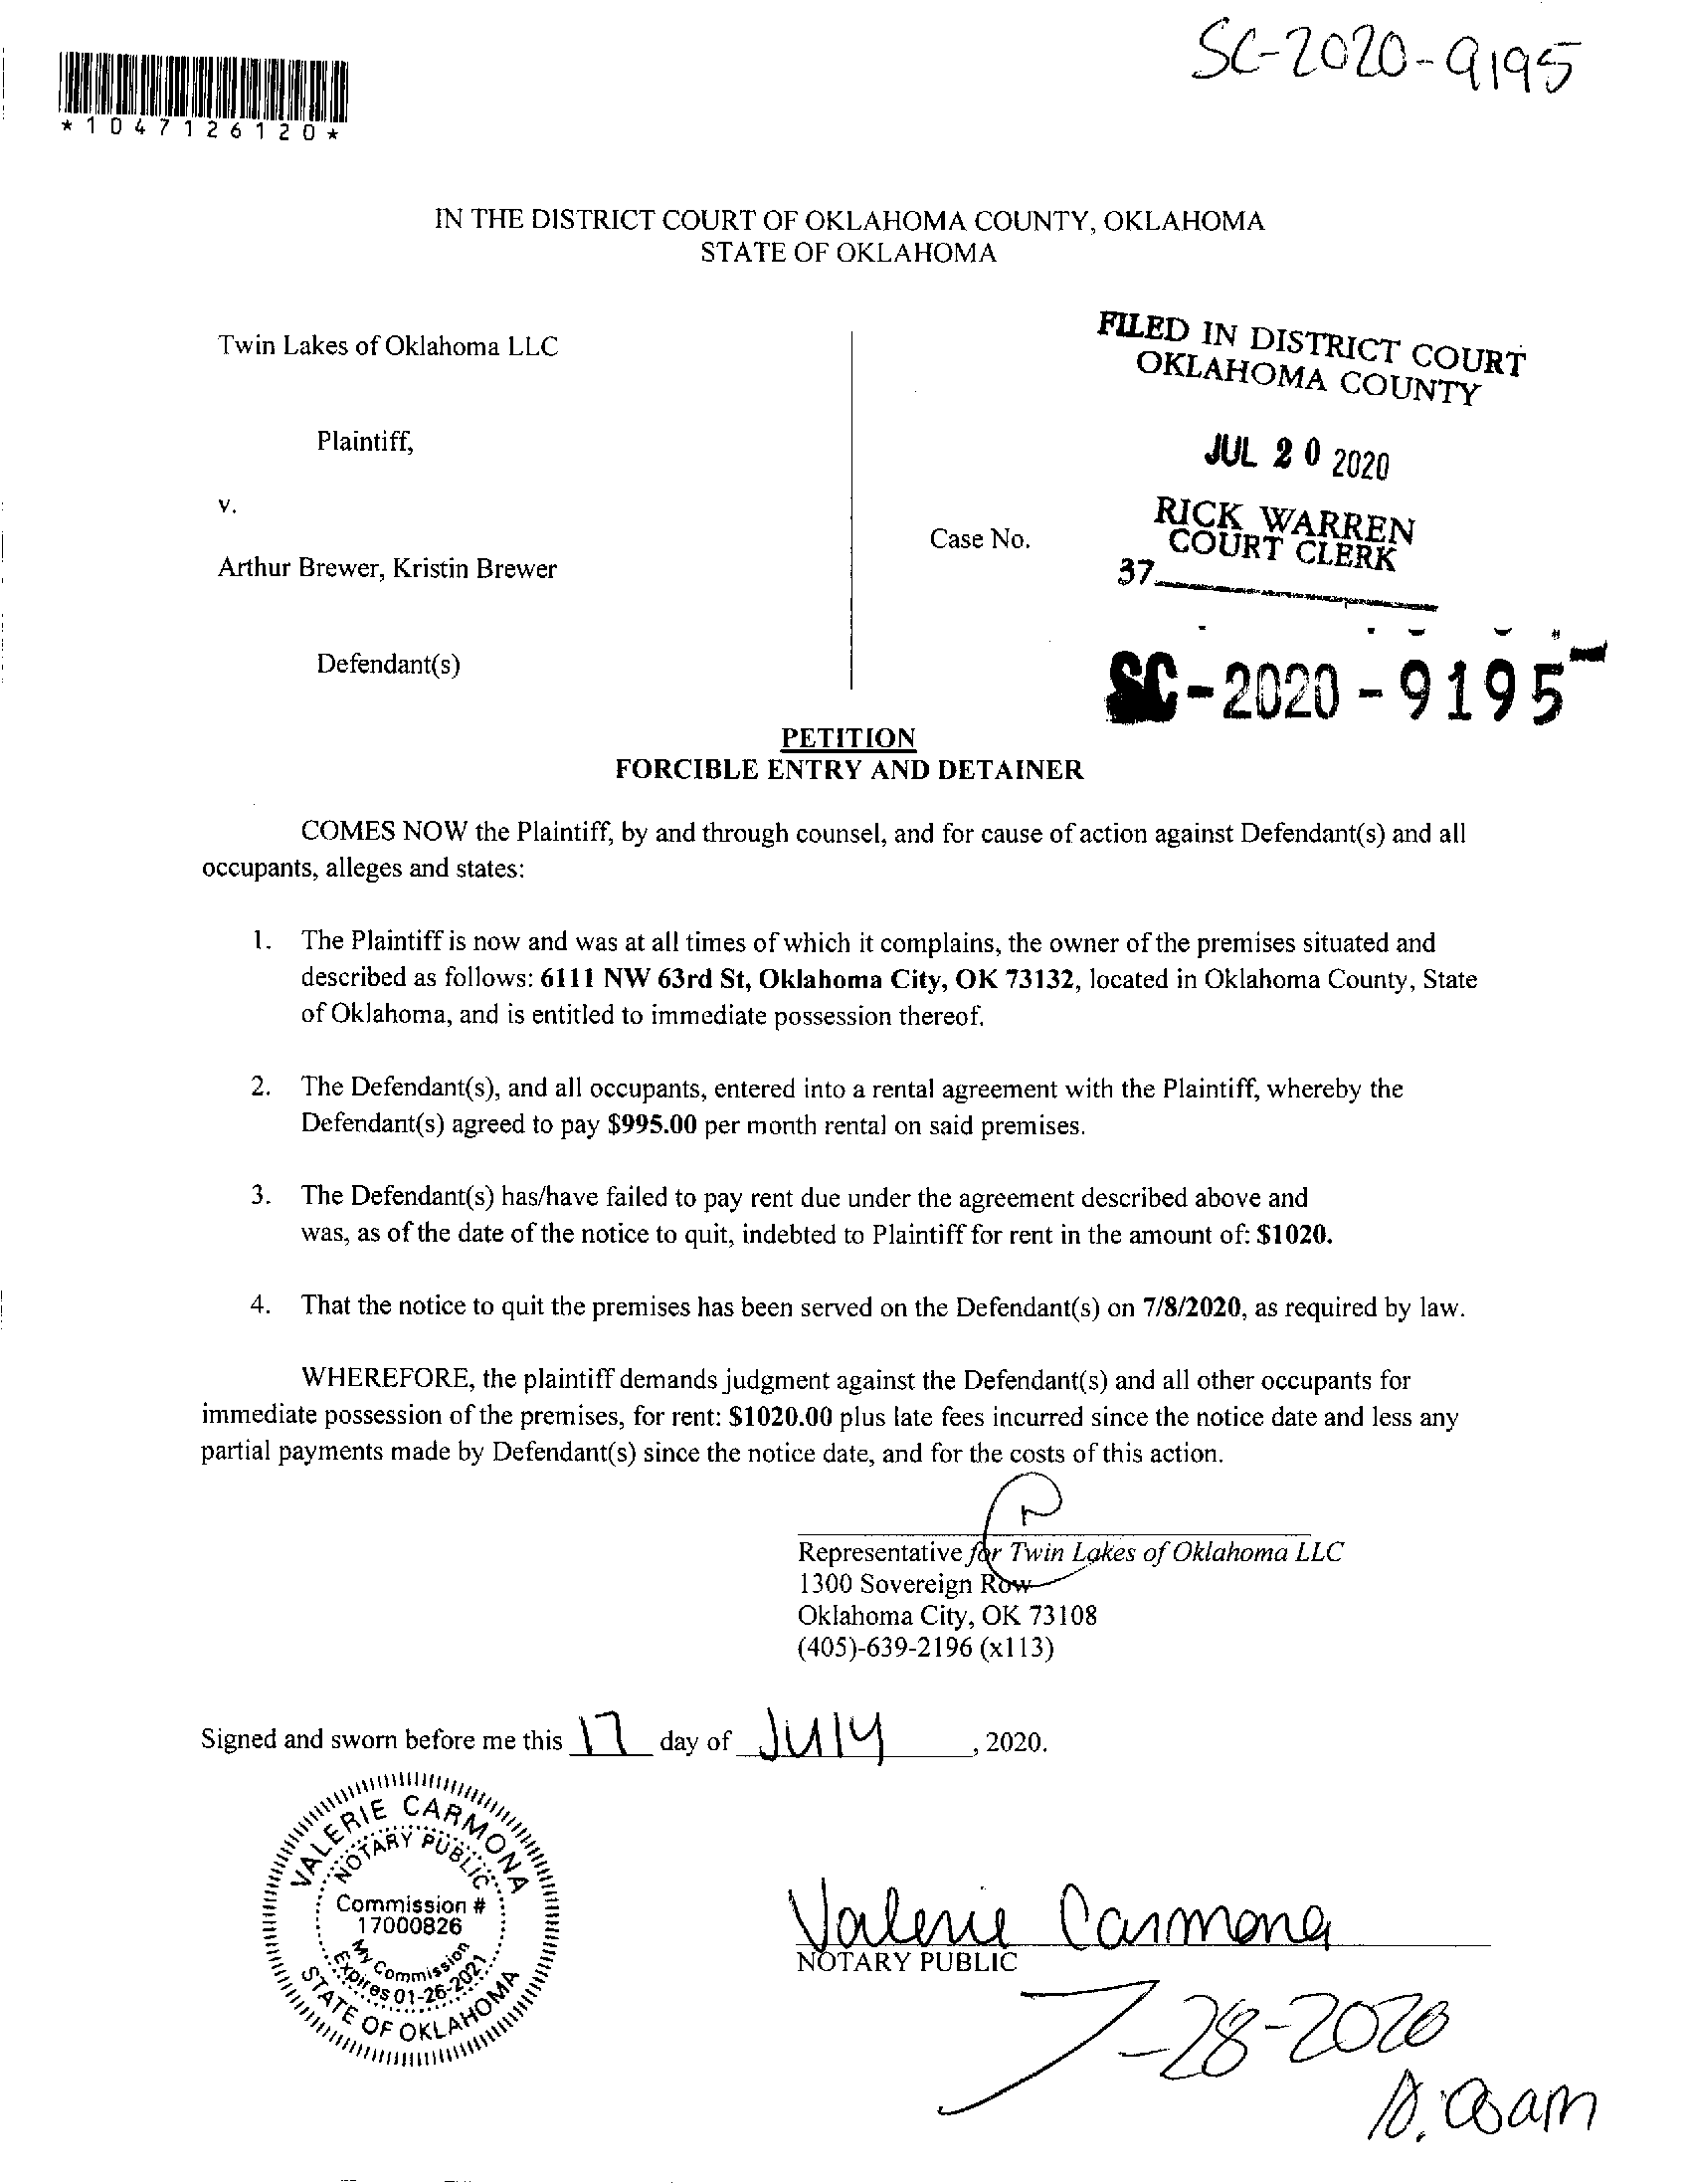 SC-2020-9195
*1047126120*
IN THE DISTRICT COURT OF OKLAHOMA COUNTY, OKLAHOMA
STATE OF OKLAHOMA
Twin Lakes of Oklahoma LLC
Plaintiff,
v.
Arthur Brewer, Kristin Brewer
Defendant(s)
Case No.
FILED IN DISTRICT COURT
OKLAHOMA COUNTY
JUL 20 2020
RICK WARREN
COURT CLERK
37
SC-2020-9195
PETITION
FORCIBLE ENTRY AND DETAINER
COMES NOW the Plaintiff, by and through counsel, and for cause of action against Defendant(s) and all
occupants, alleges and states:
1. The Plaintiff is now and was at all times of which it complains, the owner of the premises situated and
described as follows: 6111 NW 63rd St, Oklahoma City, OK 73132, located in Oklahoma County, State
of Oklahoma, and is entitled to immediate possession thereof.
2. The Defendant(s), and all occupants, entered into a rental agreement with the Plaintiff, whereby the
Defendant(s) agreed to pay $995.00 per month rental on said premises.
3. The Defendant(s) has/have failed to pay rent due under the agreement described above and
was, as of the date of the notice to quit, indebted to Plaintiff for rent in the amount of: $1020.
4. That the notice to quit the premises has been served on the Defendant(s) on 7/8/2020, as required by law.
WHEREFORE, the plaintiff demands judgment against the Defendant(s) and all other occupants for
immediate possession of the premises, for rent: $1020.00 plus late fees incurred since the notice date and less any
partial payments made by Defendant(s) since the notice date, and for the costs of this action.
Representative for Twin Lakes of Oklahoma LLC
1300 Sovereign Row
Oklahoma City, OK 73108
(405)-639-2196 (x113)
Signed and sworn before me this 17 day of July, 2020.
VALERIE CARMONA
NOTARY PUBLIC
Commission #
17000826
My Commission
Expires 01-26-2021
STATE OF OKLAHOMA
Valerie Carmona
NOTARY PUBLIC
7-28-2020